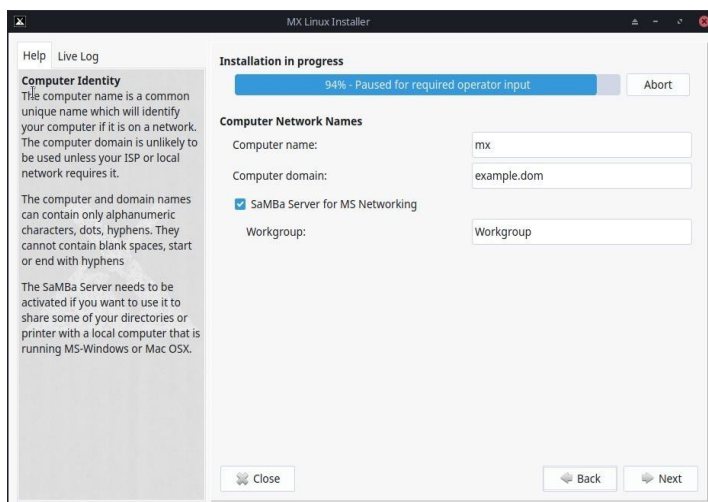 MX Linux Installer
Help Live Log
Computer Identity
The computer name is a common
unique name which will identify
your computer if it is on a network.
The computer domain is unlikely to
be used unless your ISP or local
network requires it.
The computer and domain names
can contain only alphanumeric
characters, dots, hyphens. They
cannot contain blank spaces, start
or end with hyphens
The SaMBa Server needs to be
activated if you want to use it to
share some of your directories or
printer with a local computer that is
running MS-Windows or Mac OSX.
Installation in progress
94% - Paused for required operator input Abort
Computer Network Names
Computer name: mx
Computer domain: example.dom
SaMBa Server for MS Networking
Workgroup: Workgroup
Close Back Next